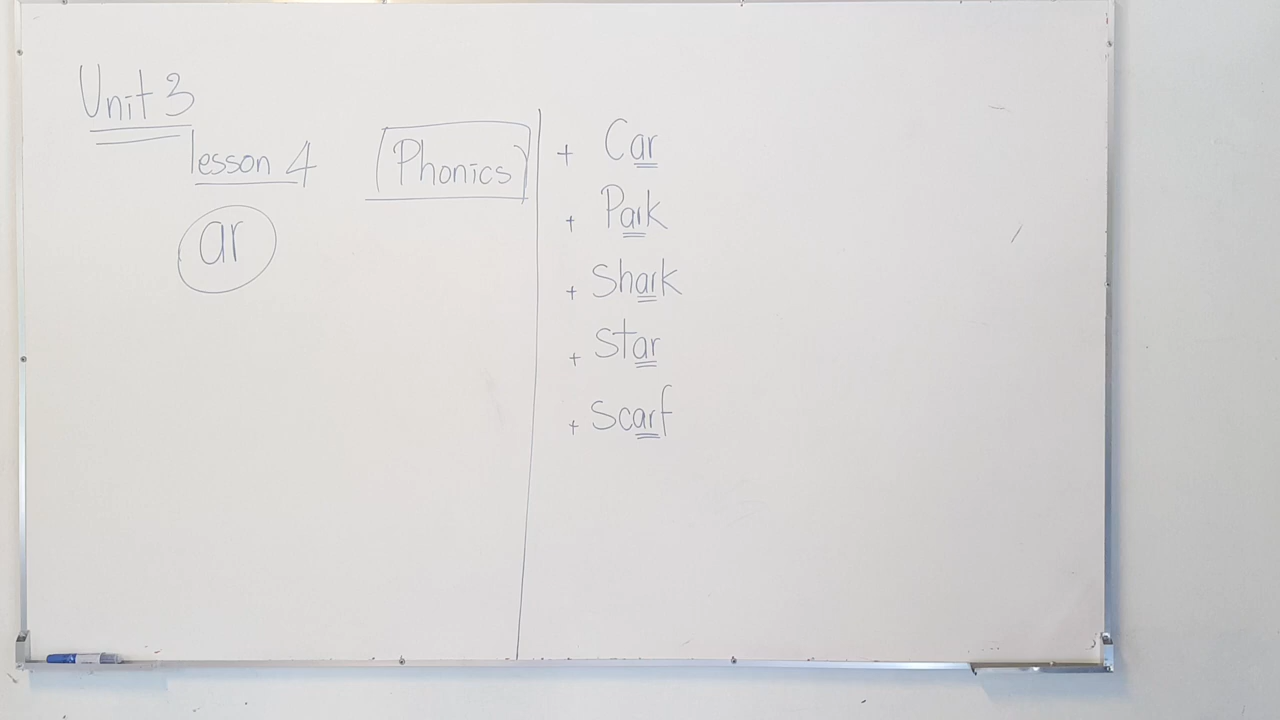 Unit 3
lesson 4
Phonics
ar
+ Car
+ Park
+ Shark
+ Star
+ Scarf